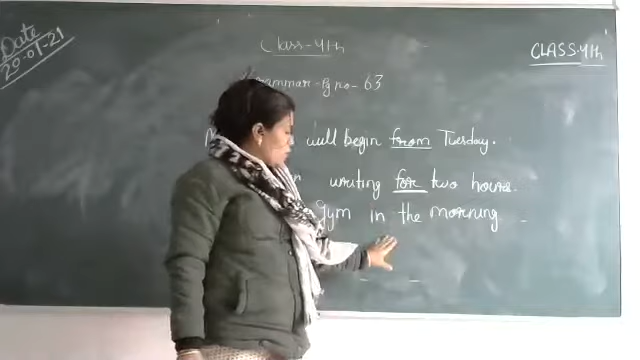 Date
20-01-21
Class-4th
CLASS-4th
Pg no- 63
will begin from Tuesday.
writing for two hours.
Gym in the morning